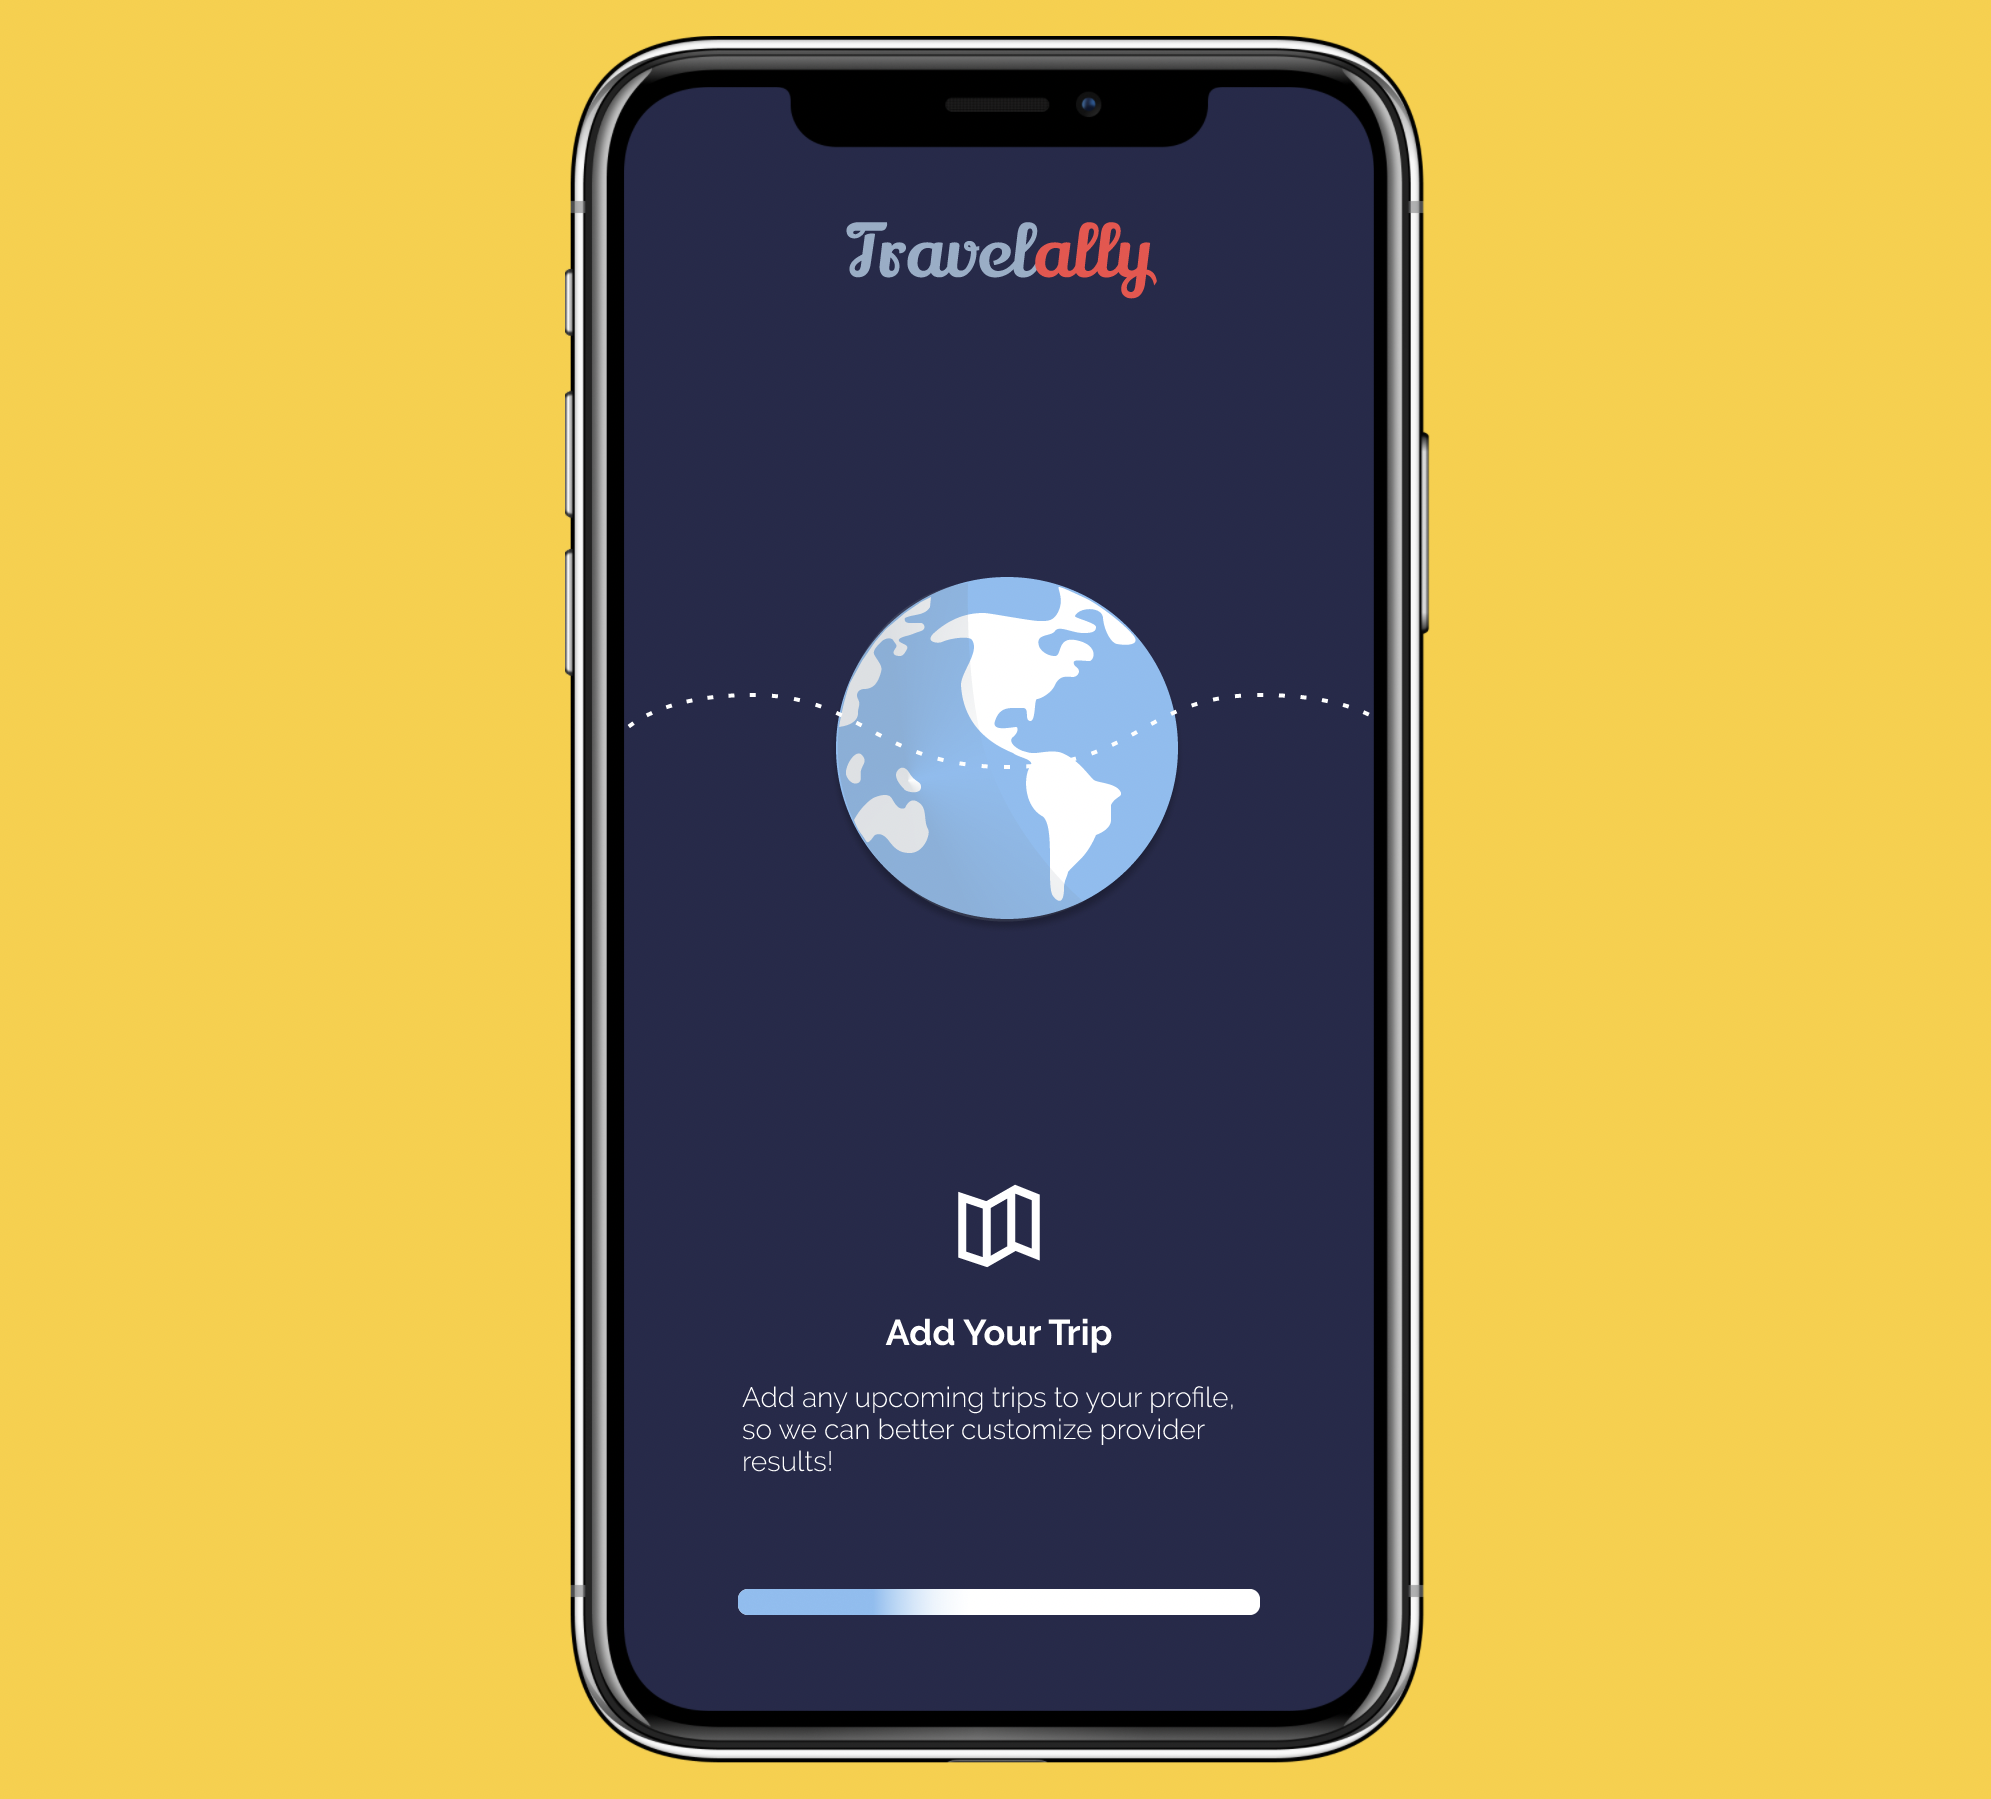 Travelally
Add Your Trip
Add any upcoming trips to your profile,
so we can better customize provider
results!